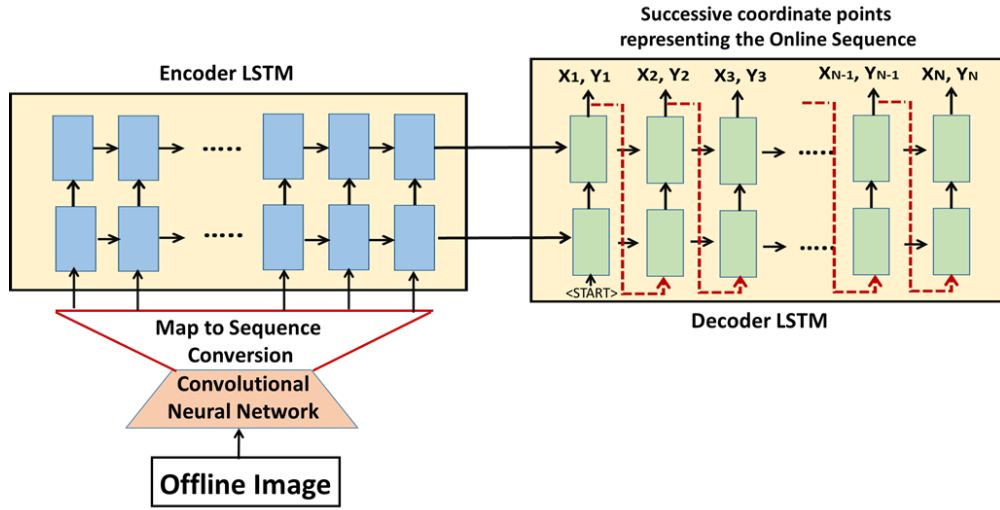 Successive coordinate points
representing the Online Sequence
Encoder LSTM
X1, Y1 X2, Y2 X3, Y3 XN-1, YN-1 XN, YN
.....
.....
.....
.....
<START>
Decoder LSTM
Map to Sequence
Conversion
Convolutional
Neural Network
Offline Image